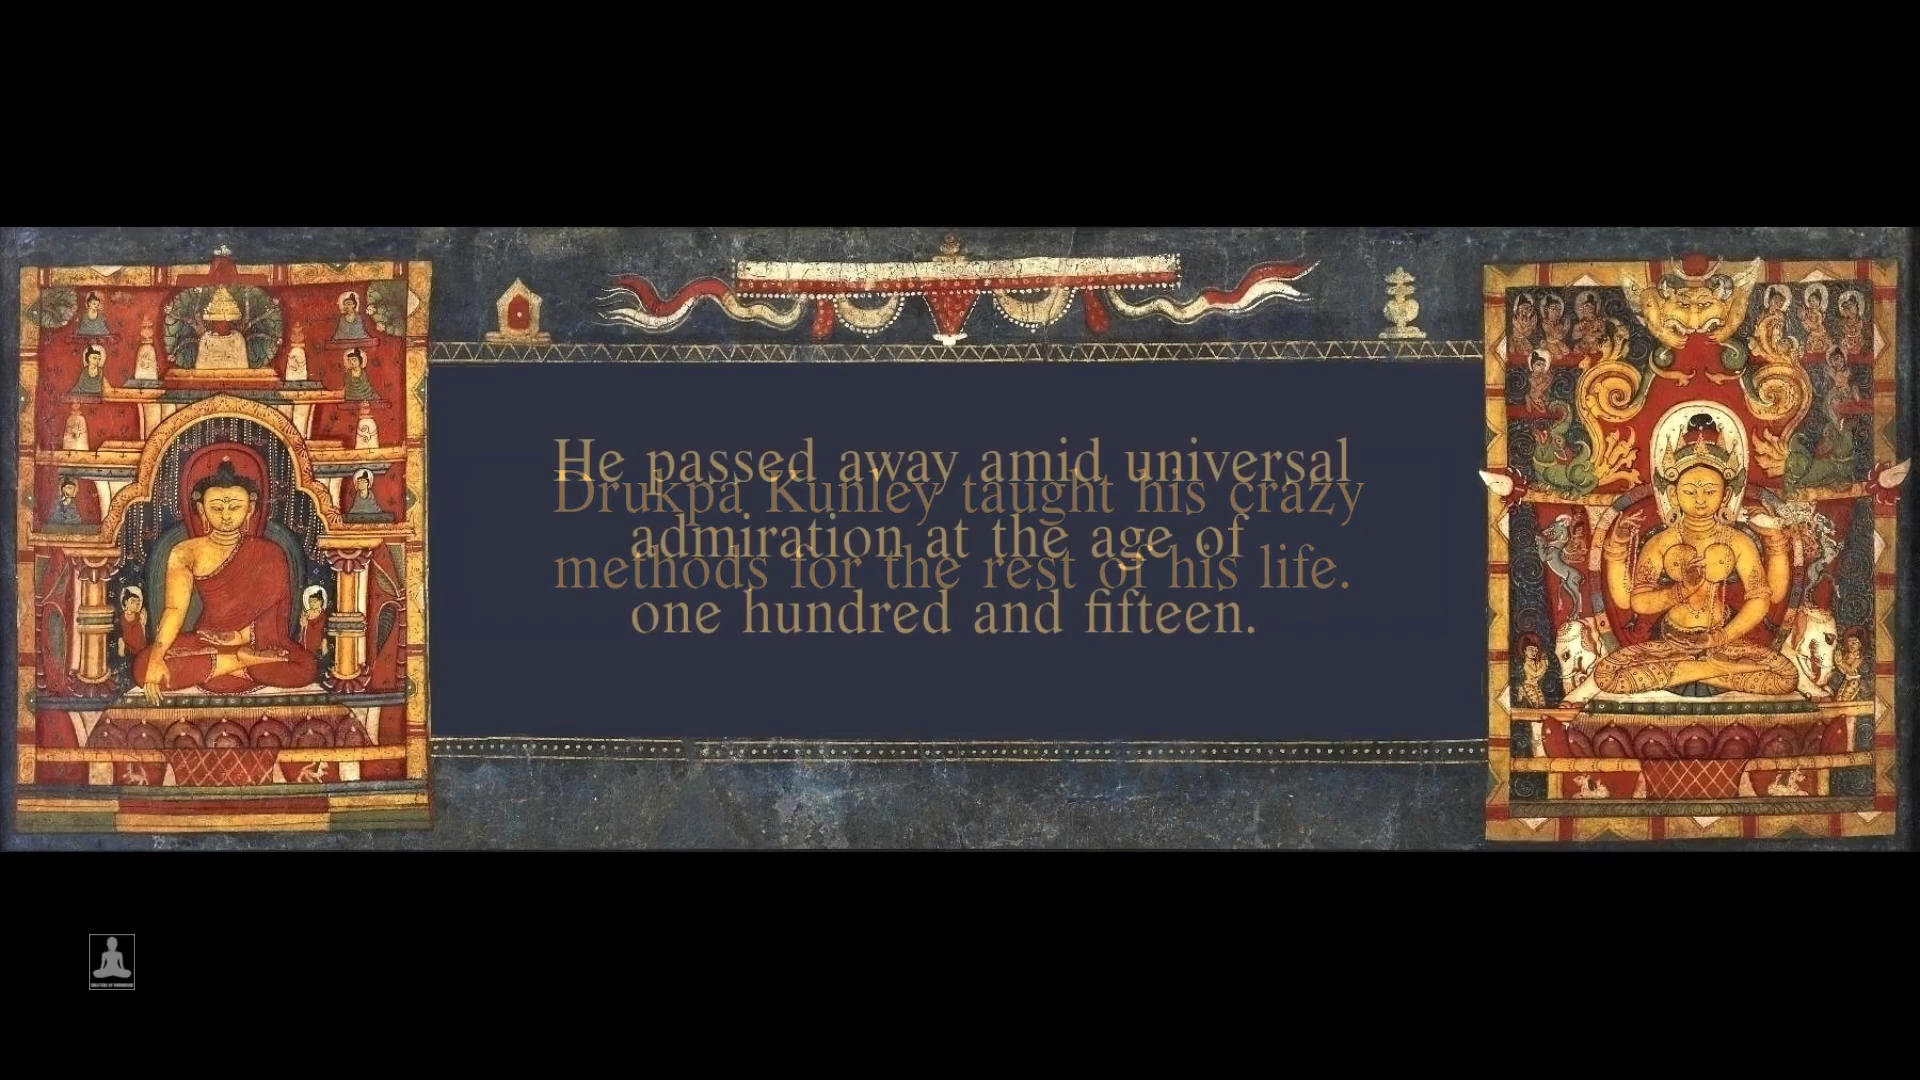 He passed away amid universal
admiration at the age of
one hundred and fifteen.
Drukpa Kunley taught his crazy
methods for the rest of his life.